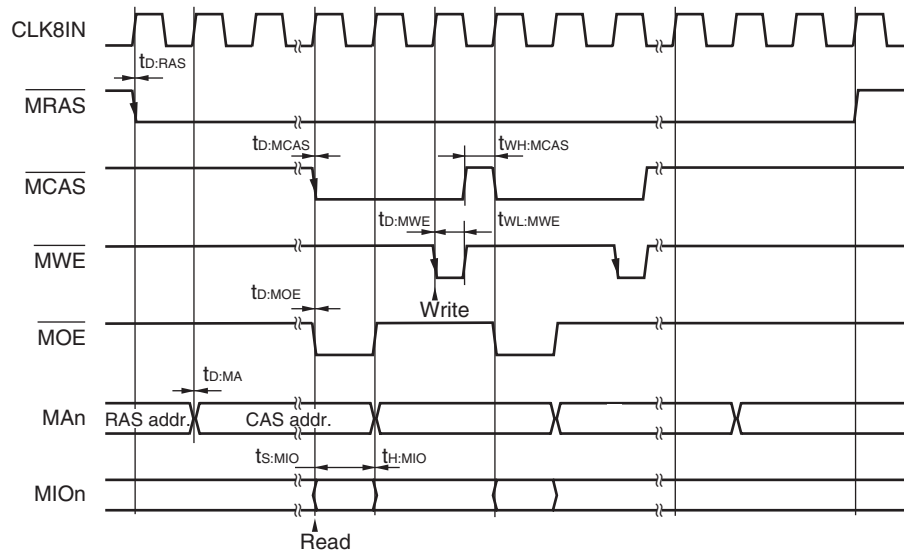 CLK8IN
tD:RAS
MRAS
tD:MCAS
tWH:MCAS
MCAS
tD:MWE
tWL:MWE
MWE
tD:MOE
Write
MOE
tD:MA
MAn
RAS addr.
CAS addr.
tS:MIO
tH:MIO
MIOn
Read